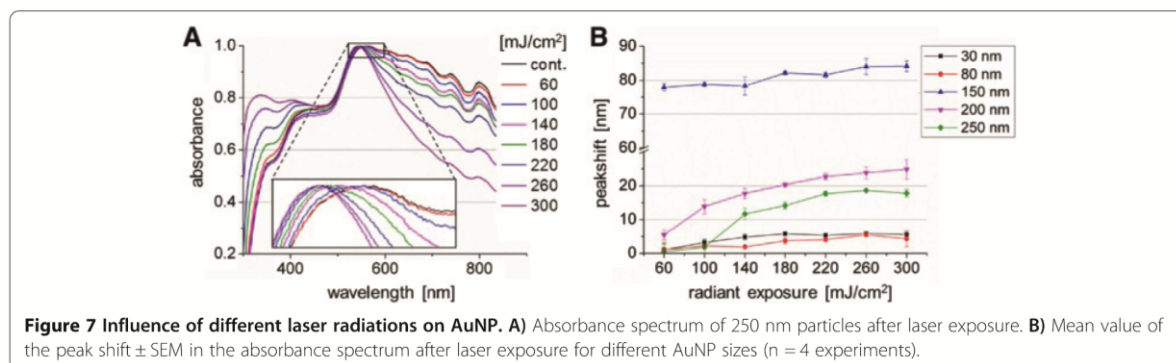 A
[mJ/cm²]
cont.
60
100
140
180
220
260
300
1.0
0.8
0.6
0.4
0.2
absorbance
400
600
800
wavelength [nm]
B
90
80
70
60
20
10
0
peakshift [nm]
30 nm
80 nm
150 nm
200 nm
250 nm
60
100
140
180
220
260
300
radiant exposure [mJ/cm²]
Figure 7 Influence of different laser radiations on AuNP. A) Absorbance spectrum of 250 nm particles after laser exposure. B) Mean value of
the peak shift ± SEM in the absorbance spectrum after laser exposure for different AuNP sizes (n = 4 experiments).